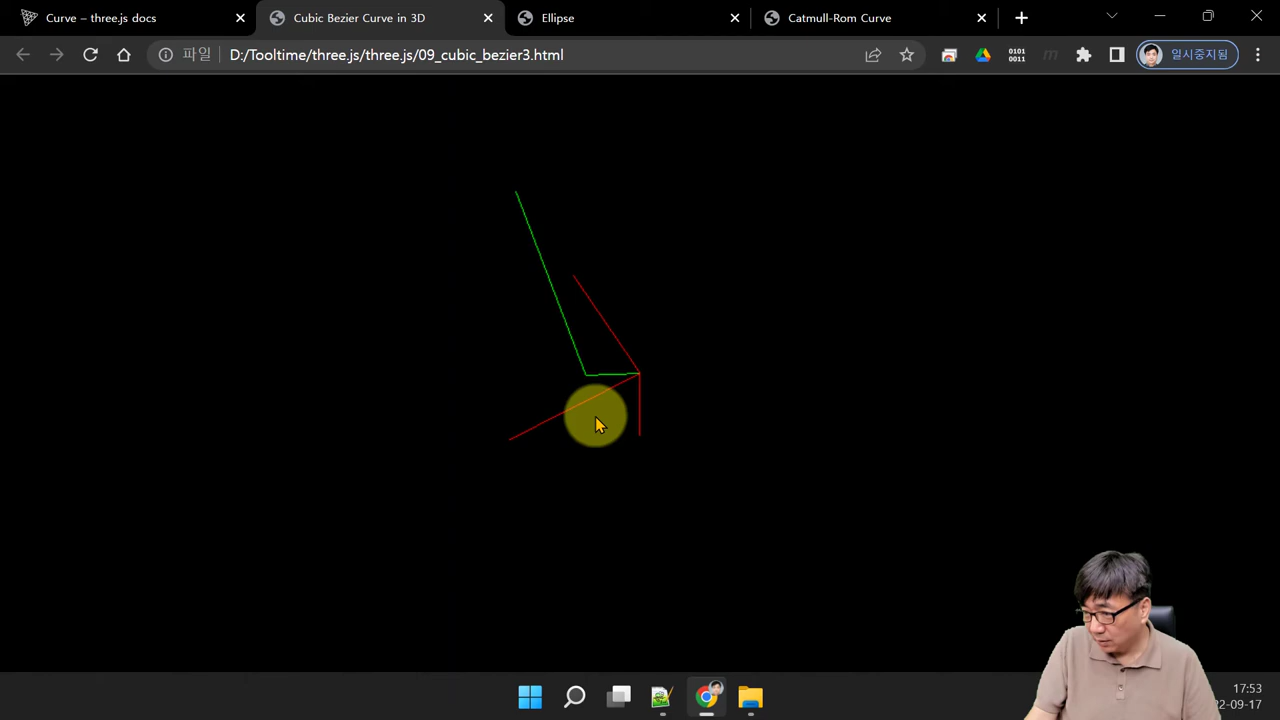 Curve – three.js docs
Cubic Bezier Curve in 3D
Ellipse
Catmull-Rom Curve
파일
D:/Tooltime/three.js/three.js/09_cubic_bezier3.html
0101
0011
m
일시중지됨
17:53
22-09-17